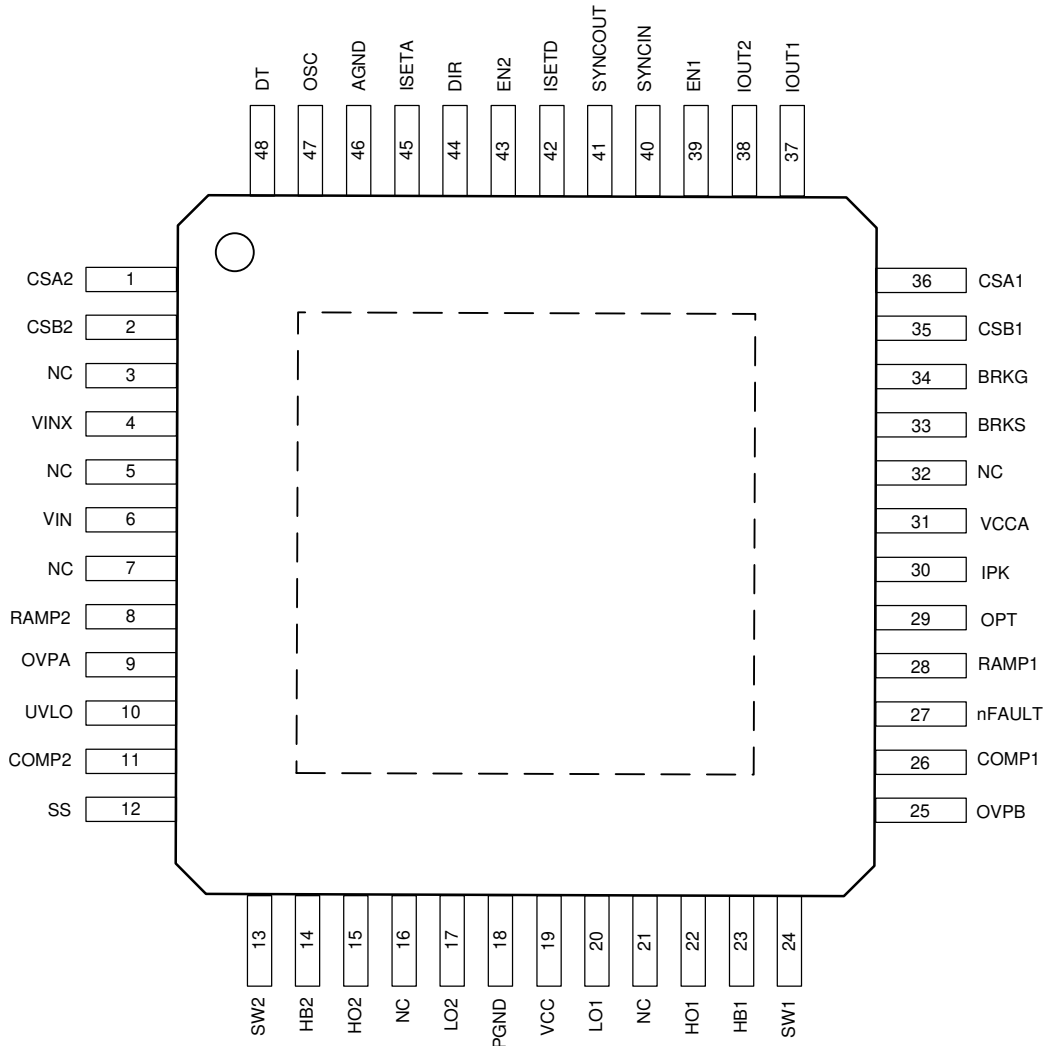 DT
OSC
AGND
ISETA
DIR
EN2
ISETD
SYNCOUT
SYNCIN
EN1
IOUT2
IOUT1
48
47
46
45
44
43
42
41
40
39
38
37
CSA2 1
CSB2 2
NC 3
VINX 4
NC 5
VIN 6
NC 7
RAMP2 8
OVPA 9
UVLO 10
COMP2 11
SS 12
36 CSA1
35 CSB1
34 BRKG
33 BRKS
32 NC
31 VCCA
30 IPK
29 OPT
28 RAMP1
27 nFAULT
26 COMP1
25 OVPB
13
14
15
16
17
18
19
20
21
22
23
24
SW2
HB2
HO2
NC
LO2
PGND
VCC
LO1
NC
HO1
HB1
SW1